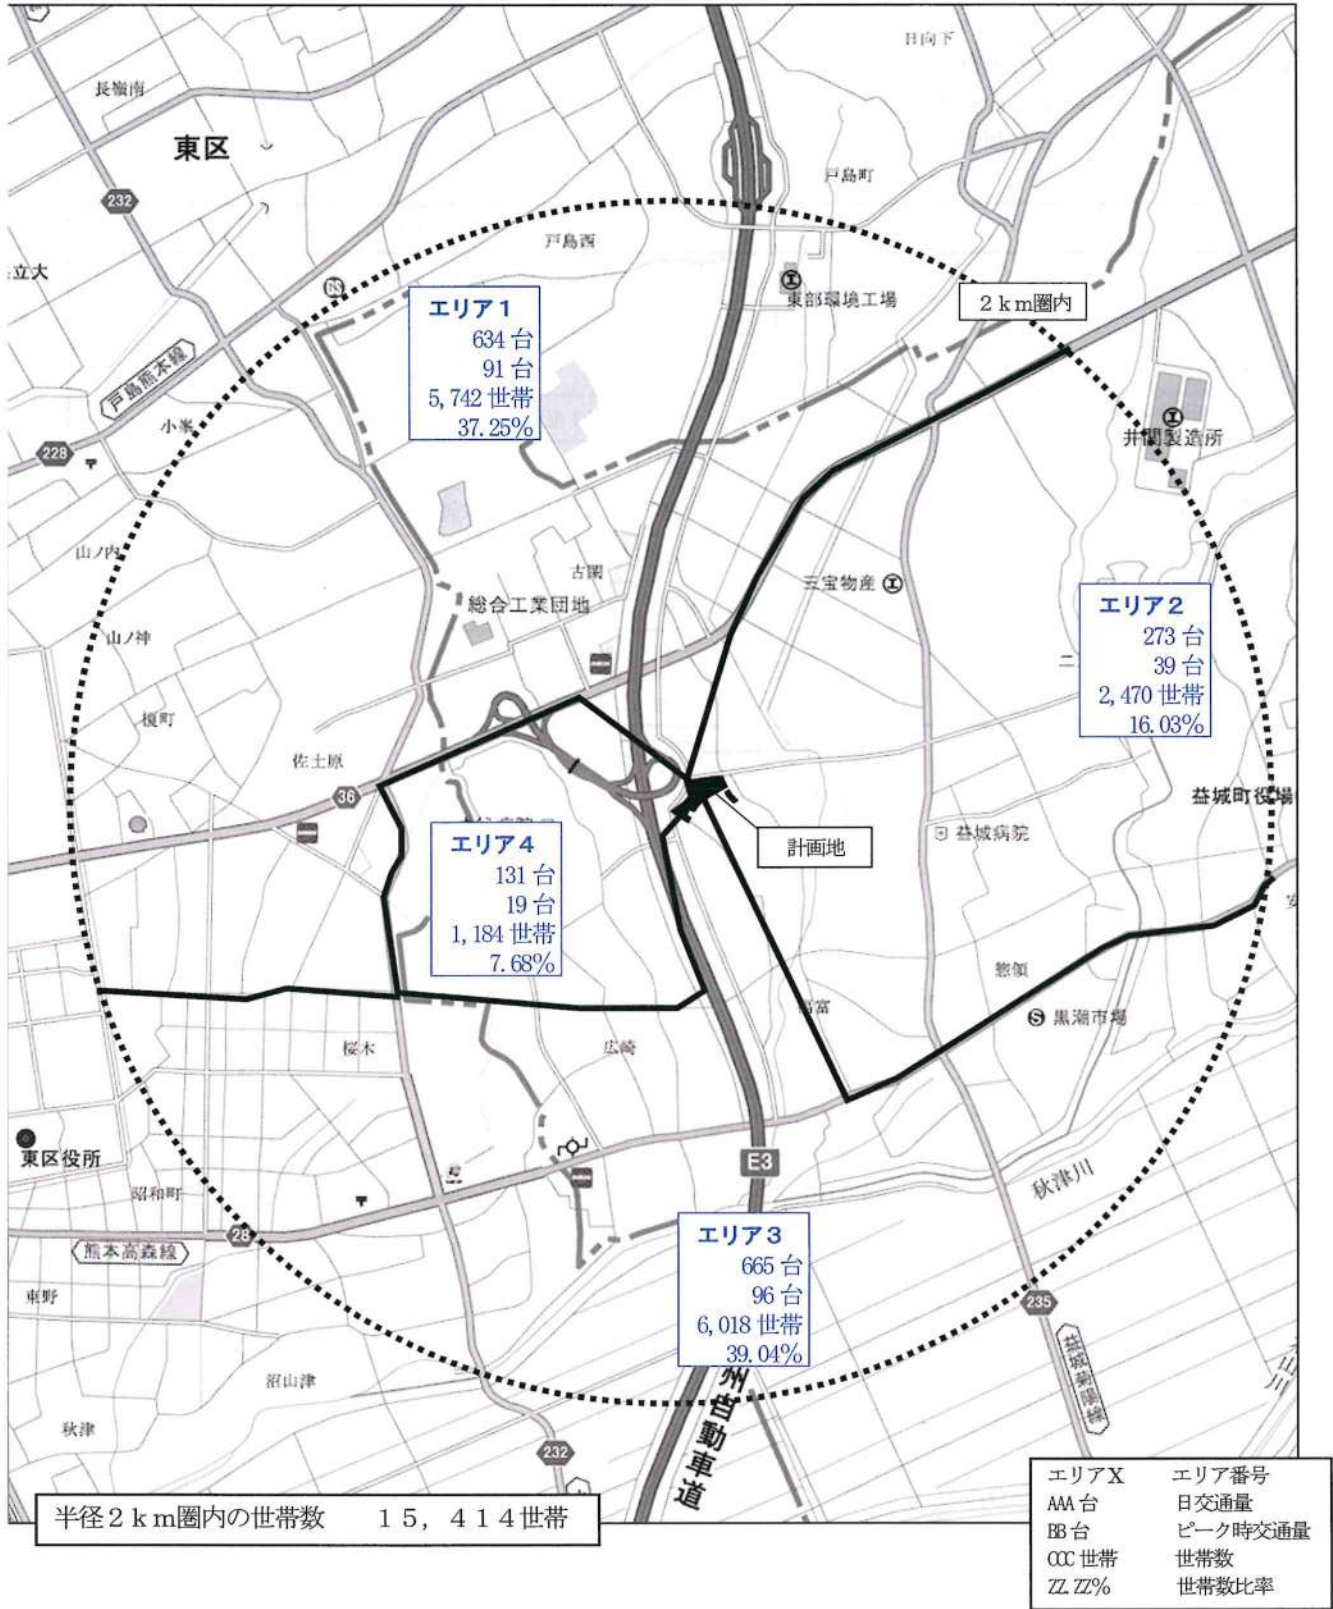 日向下
長嶺南
東区
232
戸島町
戸島西
立大
東部環境工場
2km圏内
エリア1
634台
91台
5,742世帯
37.25%
戸島熊本線
小峯
228
井関製造所
山ノ内
古閑
三宝物産
総合工業団地
エリア2
273台
39台
2,470世帯
16.03%
山ノ神
榎町
佐土原
36
益城町役場
益城病院
計画地
エリア4
131台
19台
1,184世帯
7.68%
惣領
黒潮市場
桜木
広崎
東区役所
E3
昭和町
秋津川
28
熊本高森線
エリア3
665台
96台
6,018世帯
39.04%
東野
235
沼山津
州自動車道
秋津
232
半径2km圏内の世帯数 15,414世帯
エリアX エリア番号
AAA台 日交通量
BB台 ピーク時交通量
CCC世帯 世帯数
ZZ.ZZ% 世帯数比率